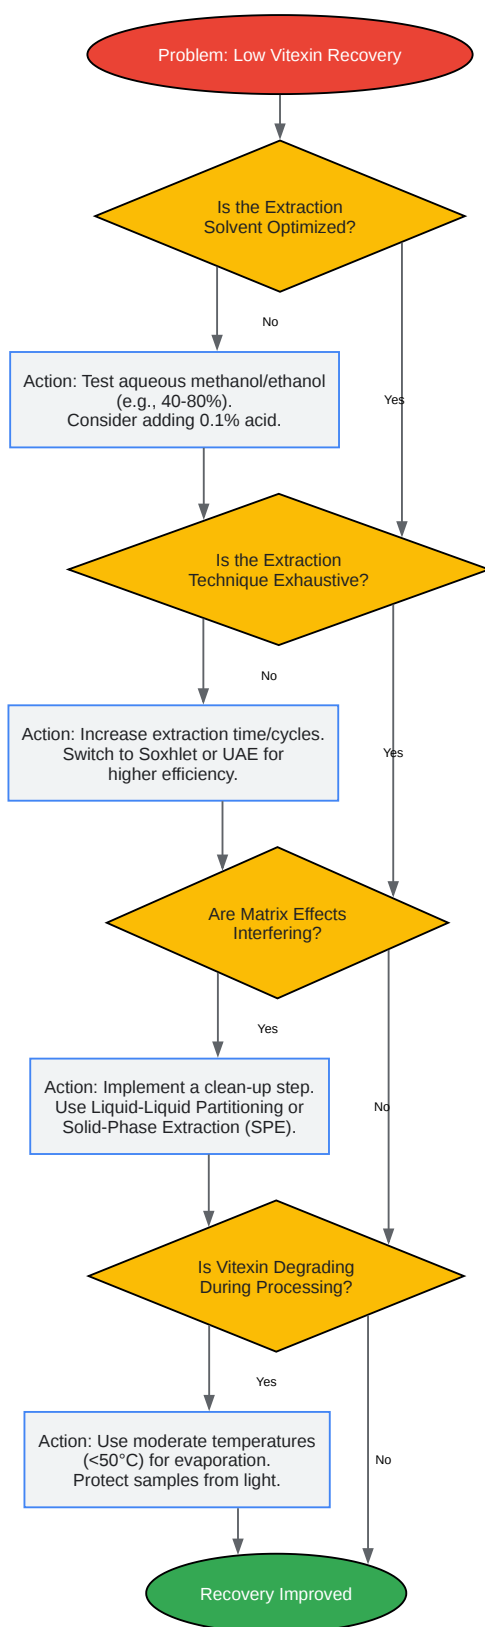 Problem: Low Vitexin Recovery
Is the Extraction
Solvent Optimized?
No
Action: Test aqueous methanol/ethanol
(e.g., 40-80%).
Consider adding 0.1% acid.
Yes
Is the Extraction
Technique Exhaustive?
No
Action: Increase extraction time/cycles.
Switch to Soxhlet or UAE for
higher efficiency.
Yes
Are Matrix Effects
Interfering?
Yes
Action: Implement a clean-up step.
Use Liquid-Liquid Partitioning or
Solid-Phase Extraction (SPE).
No
Is Vitexin Degrading
During Processing?
Yes
Action: Use moderate temperatures
(<50°C) for evaporation.
Protect samples from light.
No
Recovery Improved